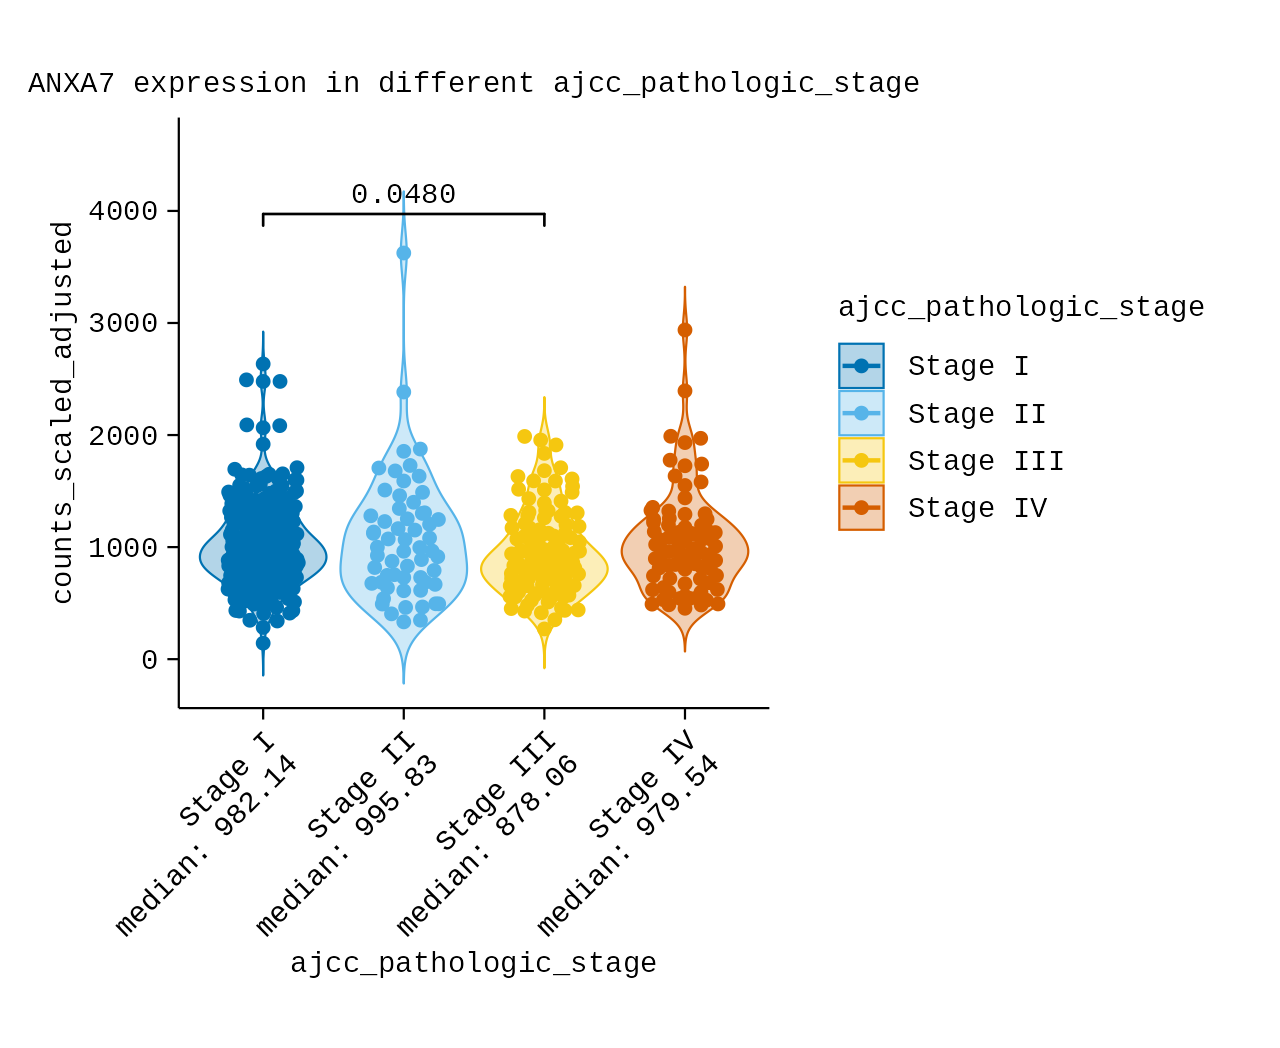 ANXA7 expression in different ajcc_pathologic_stage
0.0480
counts_scaled_adjusted
4000
3000
2000
1000
0
Stage I
median: 982.14
Stage II
median: 995.83
Stage III
median: 878.06
Stage IV
median: 979.54
ajcc_pathologic_stage
ajcc_pathologic_stage
Stage I
Stage II
Stage III
Stage IV